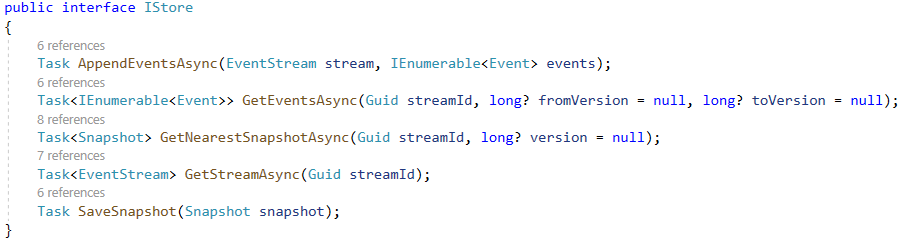 public interface IStore
{
6 references
Task AppendEventsAsync(EventStream stream, IEnumerable<Event> events);
6 references
Task<IEnumerable<Event>> GetEventsAsync(Guid streamId, long? fromVersion = null, long? toVersion = null);
8 references
Task<Snapshot> GetNearestSnapshotAsync(Guid streamId, long? version = null);
7 references
Task<EventStream> GetStreamAsync(Guid streamId);
6 references
Task SaveSnapshot(Snapshot snapshot);
}